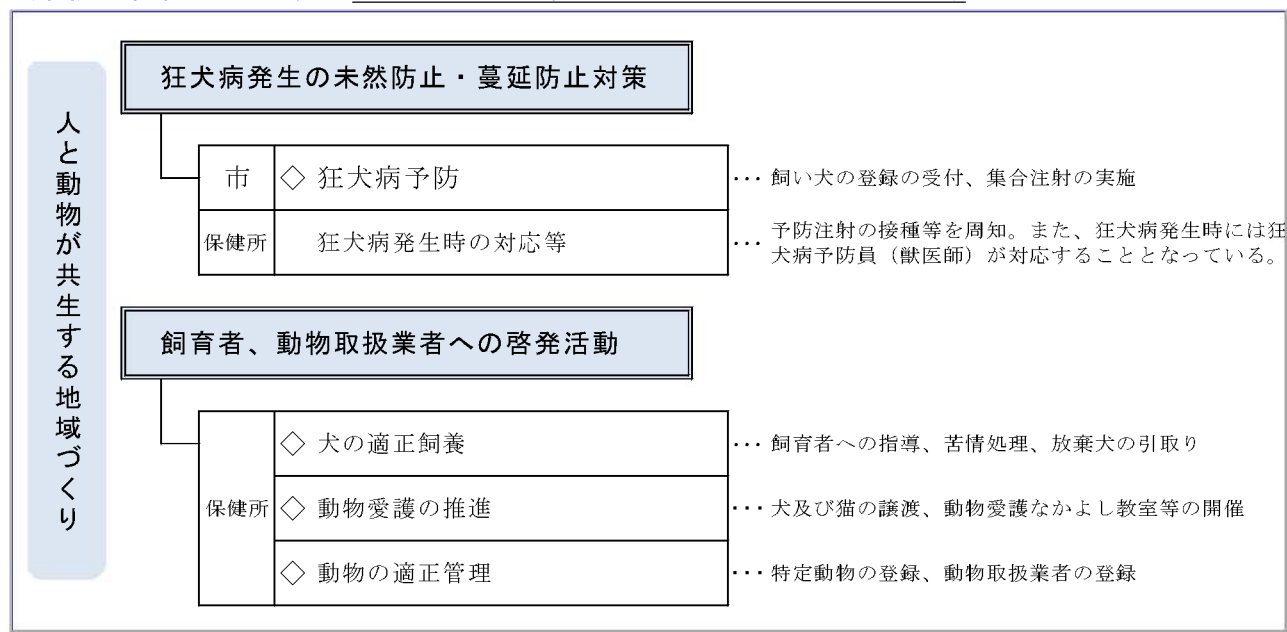 人と動物が共生する地域づくり
狂犬病発生の未然防止・蔓延防止対策
市 ◇ 狂犬病予防 ・・・ 飼い犬の登録の受付、集合注射の実施
保健所 狂犬病発生時の対応等 ・・・ 予防注射の接種等を周知。また、狂犬病発生時には狂
犬病予防員（獣医師）が対応することとなっている。
飼育者、動物取扱業者への啓発活動
◇ 犬の適正飼養 ・・・ 飼育者への指導、苦情処理、放棄犬の引取り
保健所 ◇ 動物愛護の推進 ・・・ 犬及び猫の譲渡、動物愛護なかよし教室等の開催
◇ 動物の適正管理 ・・・ 特定動物の登録、動物取扱業者の登録